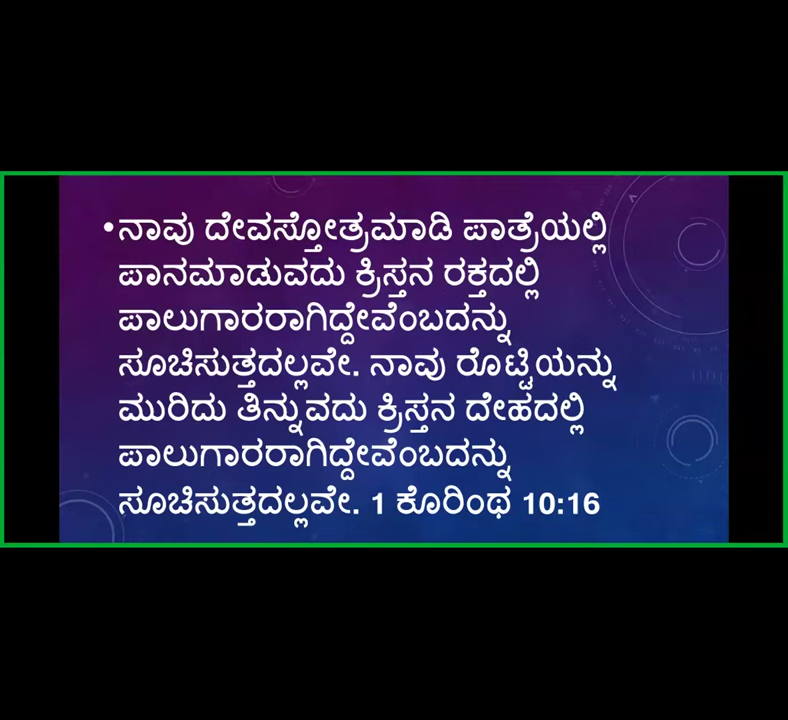 •ನಾವು ದೇವಸ್ತೋತ್ರಮಾಡಿ ಪಾತ್ರೆಯಲ್ಲಿ
ಪಾನಮಾಡುವದು ಕ್ರಿಸ್ತನ ರಕ್ತದಲ್ಲಿ
ಪಾಲುಗಾರರಾಗಿದ್ದೇವೆಂಬದನ್ನು
ಸೂಚಿಸುತ್ತದಲ್ಲವೇ. ನಾವು ರೊಟ್ಟಿಯನ್ನು
ಮುರಿದು ತಿನ್ನುವದು ಕ್ರಿಸ್ತನ ದೇಹದಲ್ಲಿ
ಪಾಲುಗಾರರಾಗಿದ್ದೇವೆಂಬದನ್ನು
ಸೂಚಿಸುತ್ತದಲ್ಲವೇ. 1 ಕೊರಿಂಥ 10:16